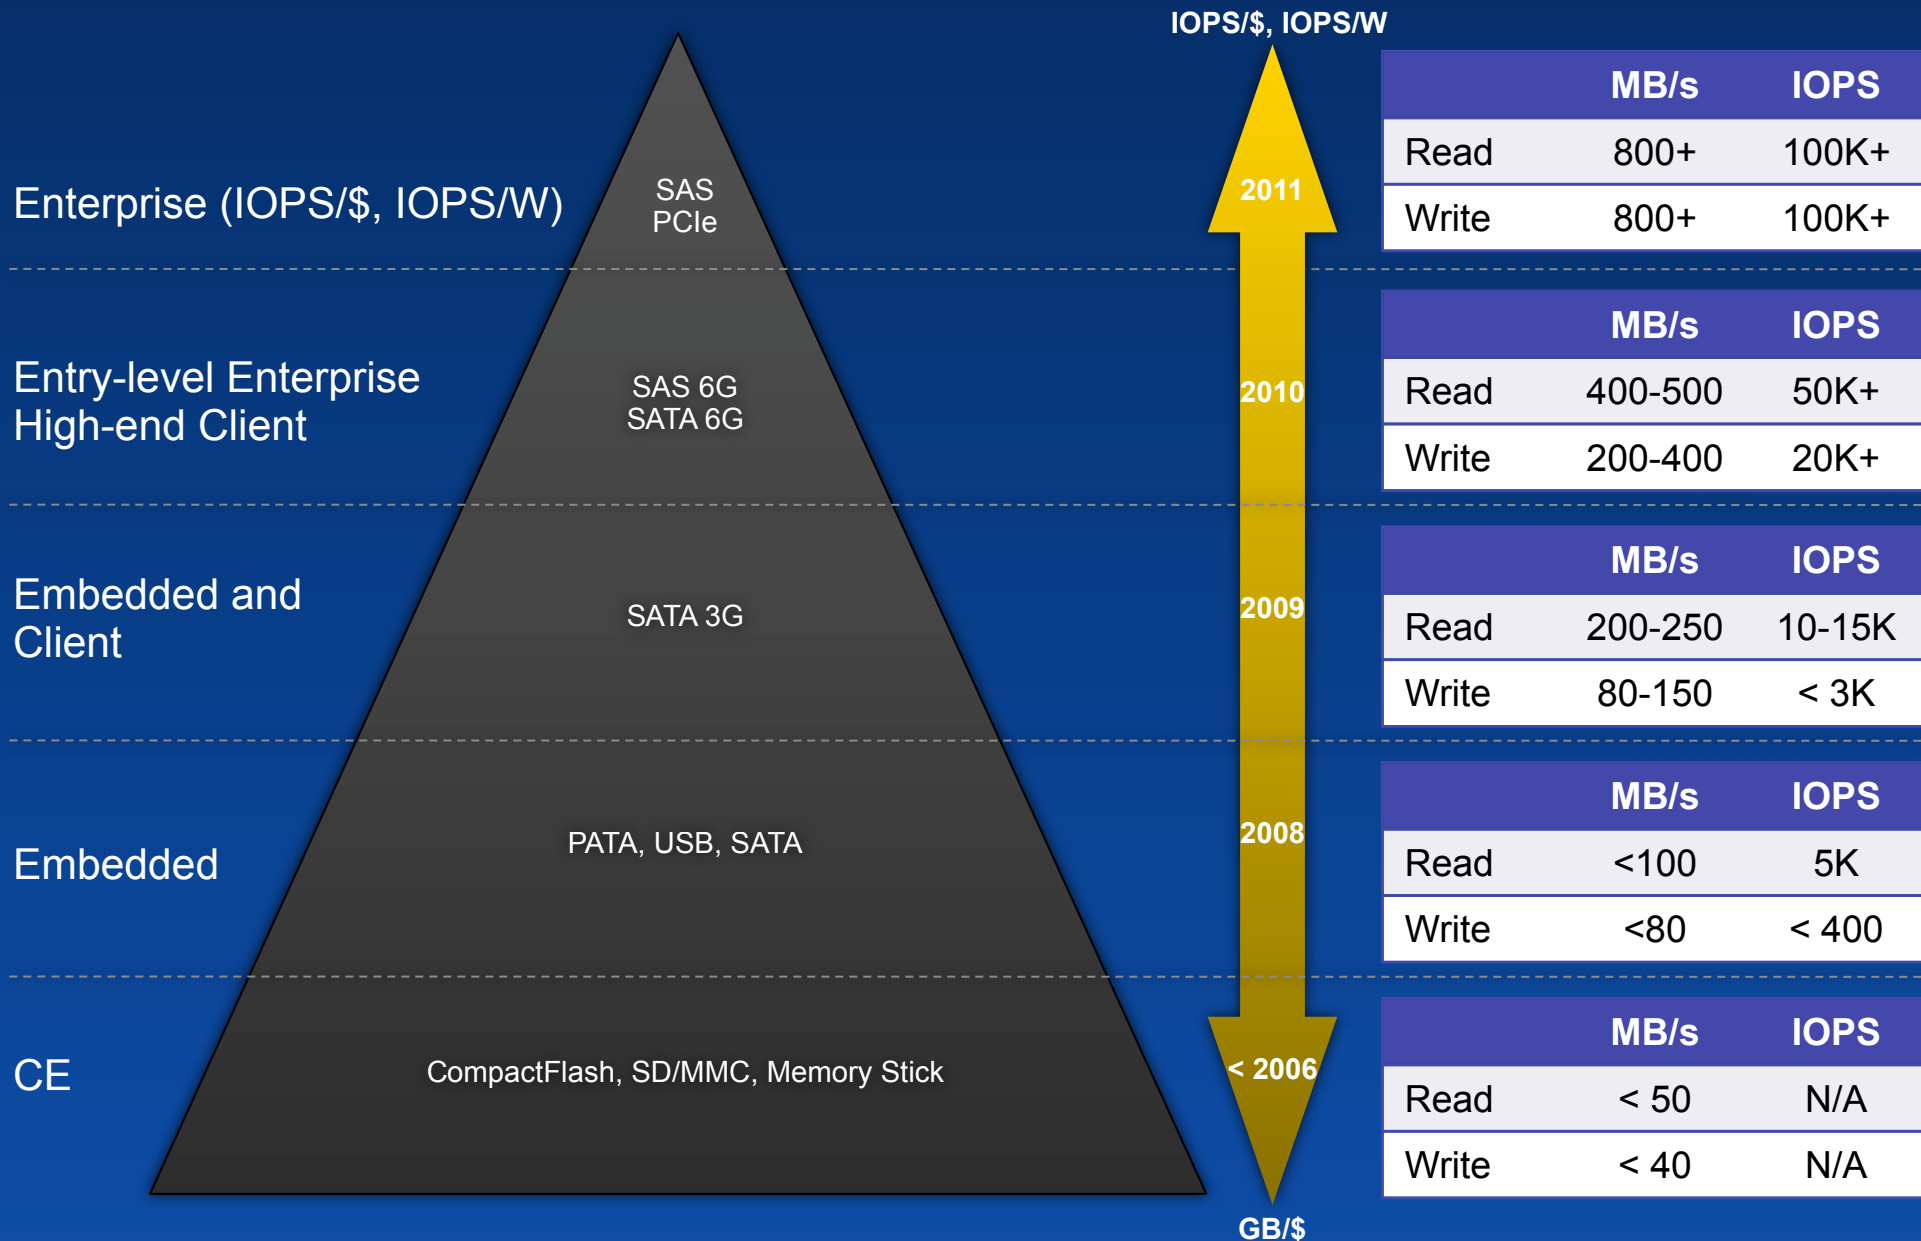 IOPS/$, IOPS/W
MB/s IOPS
Read 800+ 100K+
Write 800+ 100K+
Enterprise (IOPS/$, IOPS/W)
SAS
PCIe
2011
MB/s IOPS
Read 400-500 50K+
Write 200-400 20K+
Entry-level Enterprise
High-end Client
SAS 6G
SATA 6G
2010
MB/s IOPS
Read 200-250 10-15K
Write 80-150 < 3K
Embedded and
Client
SATA 3G
2009
MB/s IOPS
Read <100 5K
Write <80 < 400
Embedded
PATA, USB, SATA
2008
MB/s IOPS
Read < 50 N/A
Write < 40 N/A
CE
CompactFlash, SD/MMC, Memory Stick
< 2006
GB/$